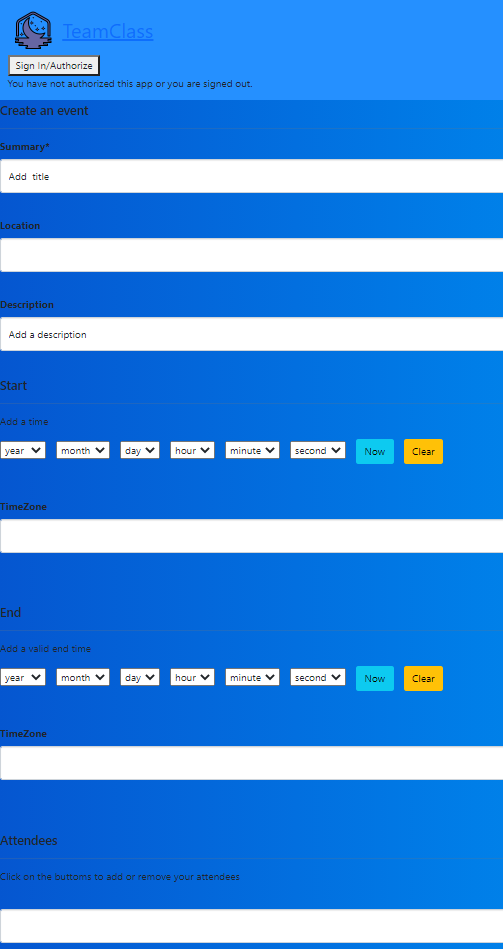 TeamClass
Sign In/Authorize
You have not authorized this app or you are signed out.
Create an event
Summary*
Add title
Location
Description
Add a description
Start
Add a time
year month day hour minute second Now Clear
TimeZone
End
Add a valid end time
year month day hour minute second Now Clear
TimeZone
Attendees
Click on the buttoms to add or remove your attendees